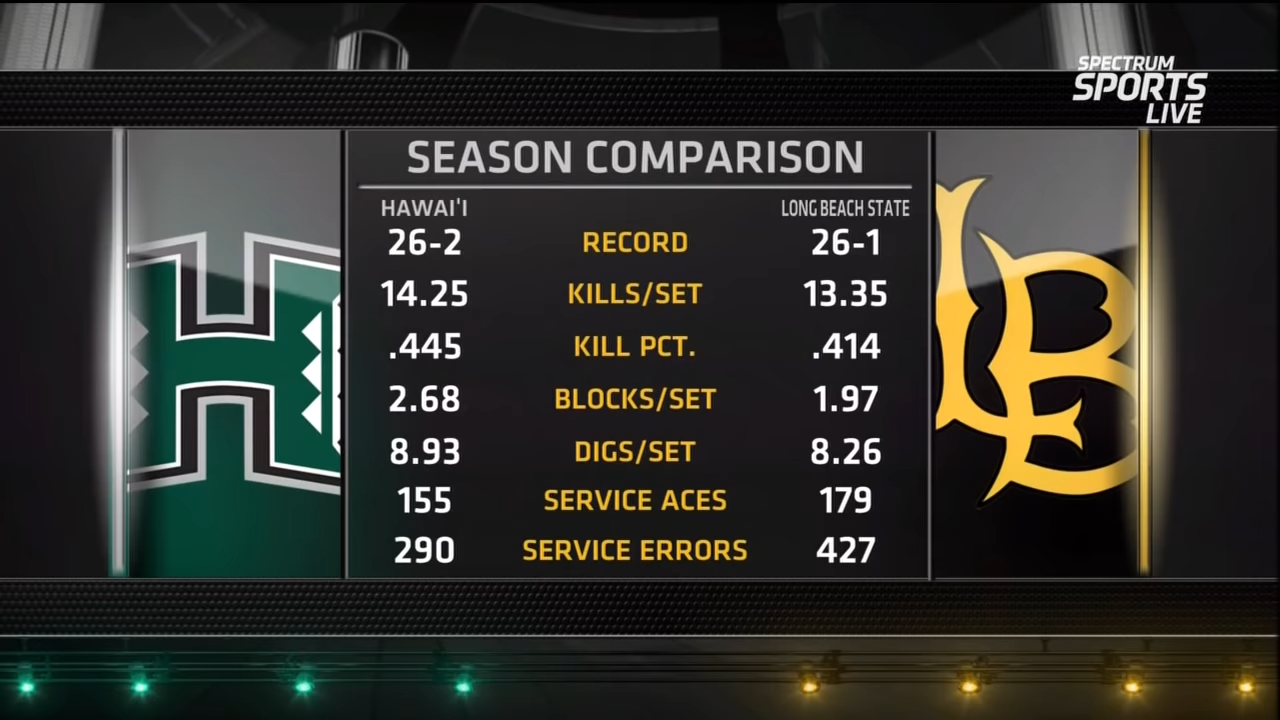 SPECTRUM
SPORTS
LIVE
SEASON COMPARISON
HAWAI'I LONG BEACH STATE
26-2 RECORD 26-1
14.25 KILLS/SET 13.35
.445 KILL PCT. .414
2.68 BLOCKS/SET 1.97
8.93 DIGS/SET 8.26
155 SERVICE ACES 179
290 SERVICE ERRORS 427
H
LB